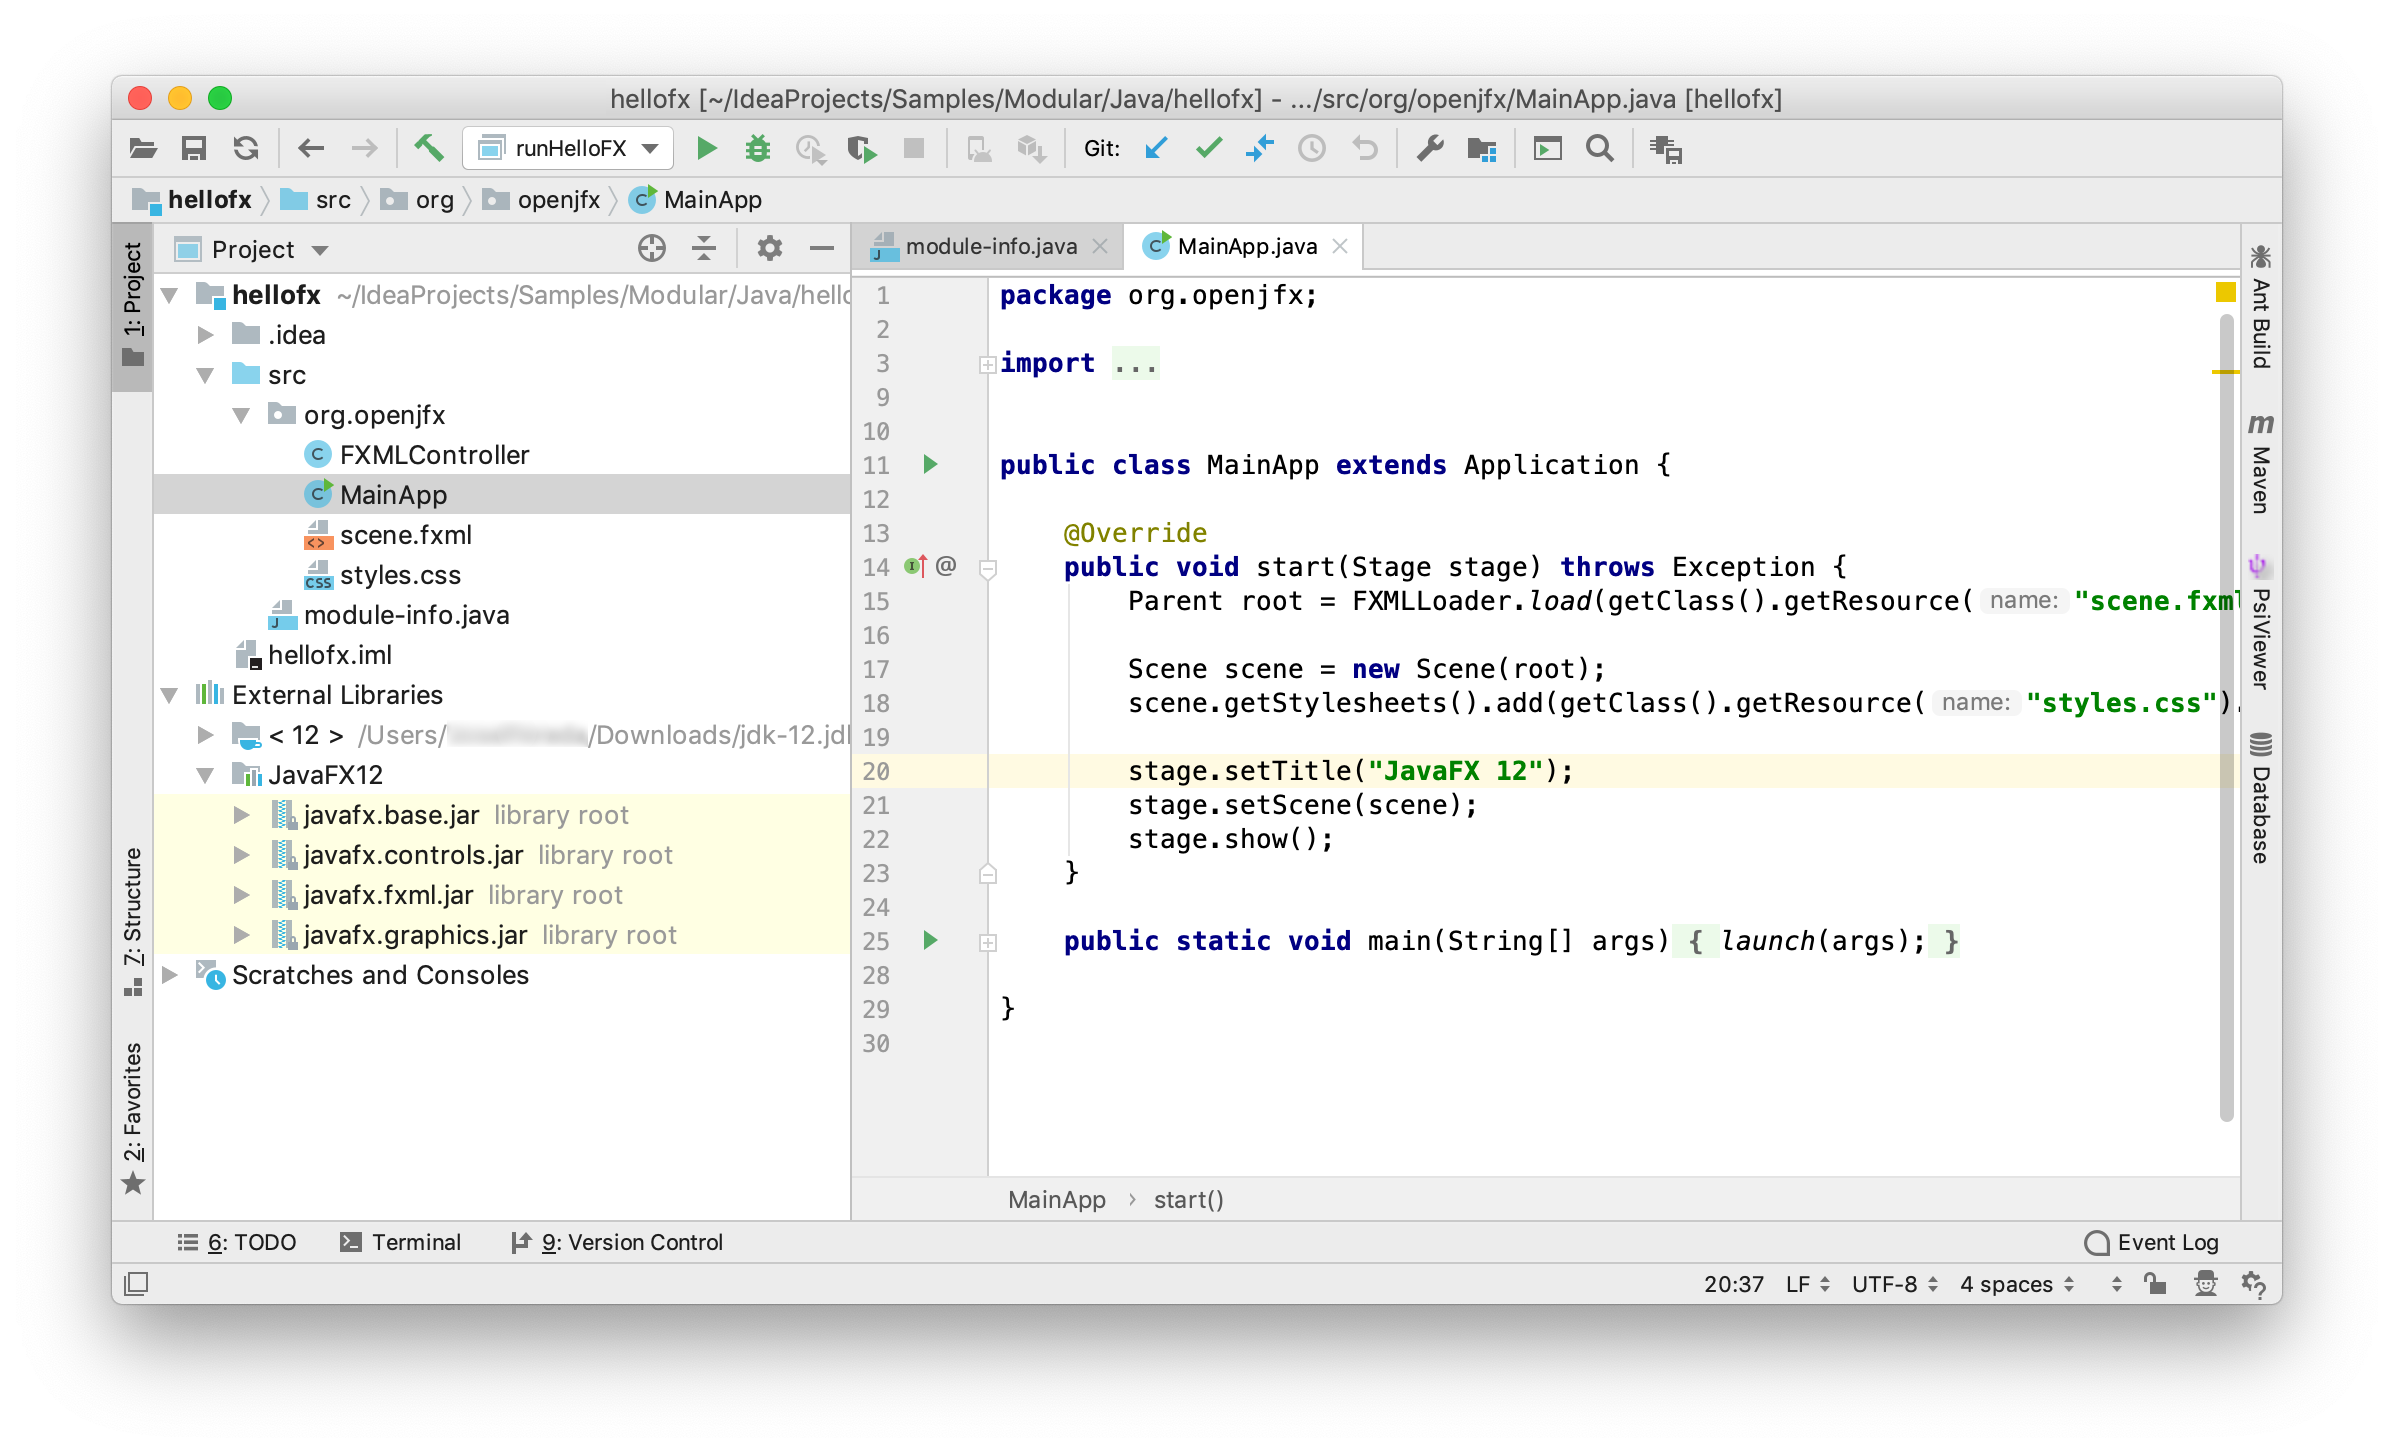 hellofx [~/IdeaProjects/Samples/Modular/Java/hellofx] - .../src/org/openjfx/MainApp.java [hellofx]
runHelloFX
Git:
hellofx src org openjfx MainApp
1: Project
7: Structure
2: Favorites
Project
hellofx ~/IdeaProjects/Samples/Modular/Java/hello
.idea
src
org.openjfx
FXMLController
MainApp
scene.fxml
styles.css
module-info.java
hellofx.iml
External Libraries
< 12 > /Users/ /Downloads/jdk-12.jdl
JavaFX12
javafx.base.jar library root
javafx.controls.jar library root
javafx.fxml.jar library root
javafx.graphics.jar library root
Scratches and Consoles
module-info.java MainApp.java
1 package org.openjfx;
2
3 import ...
9
10
11 public class MainApp extends Application {
12
13 @Override
14 @ public void start(Stage stage) throws Exception {
15 Parent root = FXMLLoader.load(getClass().getResource( name: "scene.fxml
16
17 Scene scene = new Scene(root);
18 scene.getStylesheets().add(getClass().getResource( name: "styles.css").
19
20 stage.setTitle("JavaFX 12");
21 stage.setScene(scene);
22 stage.show();
23 }
24
25 public static void main(String[] args) { launch(args); }
28
29 }
30
MainApp › start()
Ant Build
Maven
PsiViewer
Database
6: TODO Terminal 9: Version Control Event Log
20:37 LF UTF-8 4 spaces